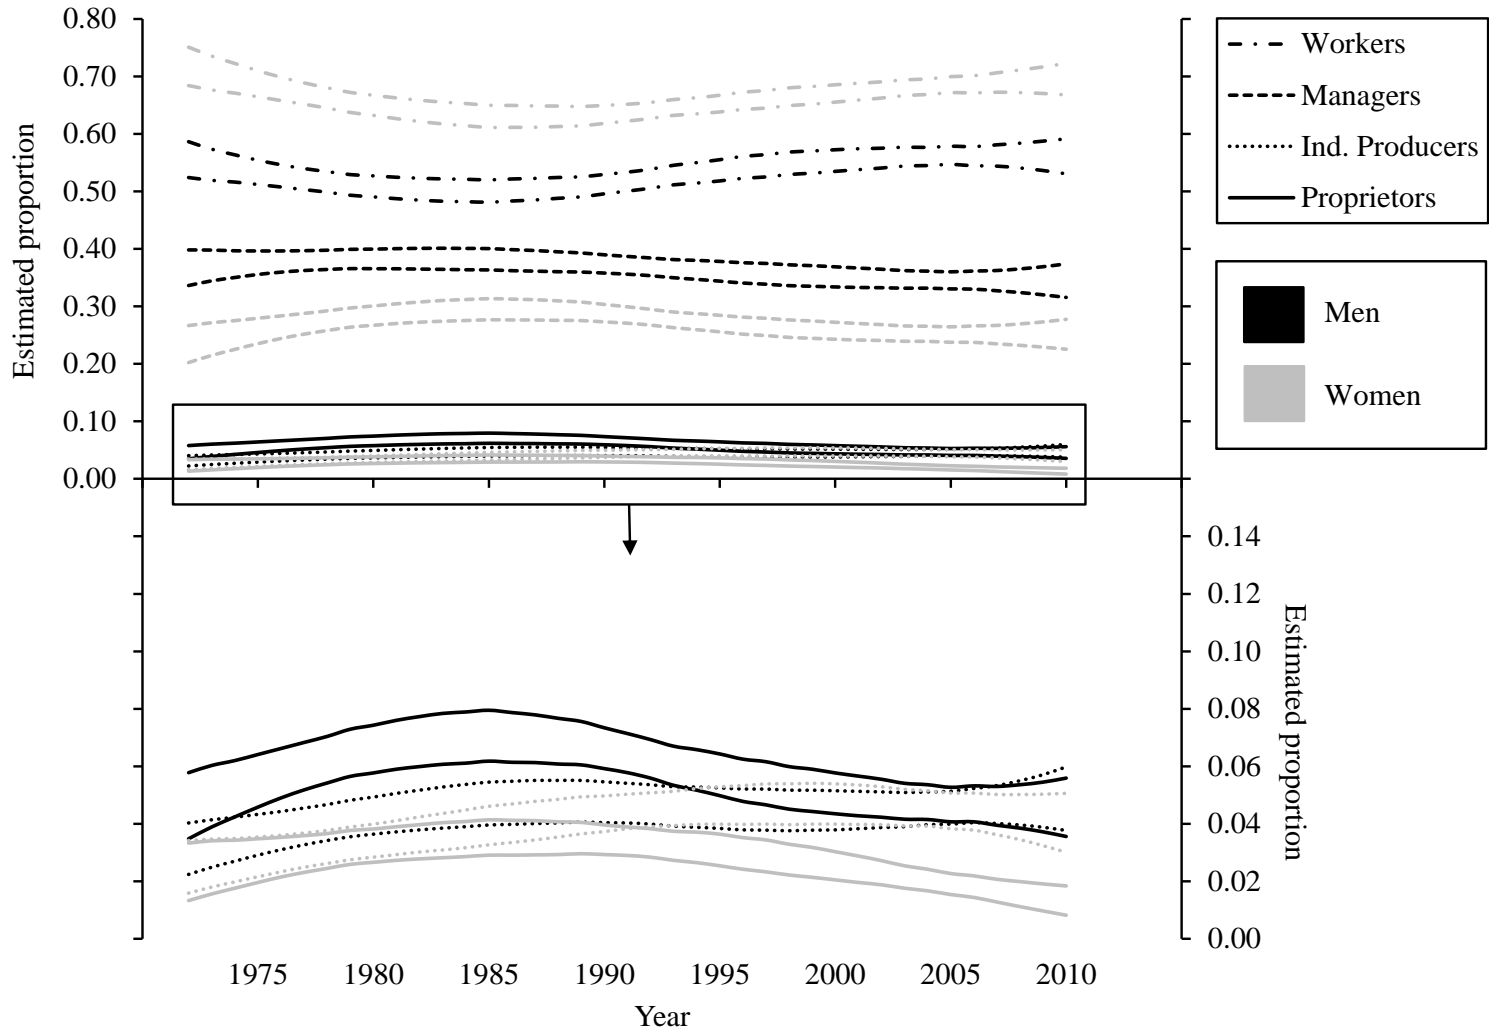 0.80
0.70
0.60
0.50
0.40
0.30
0.20
0.10
0.00
Estimated proportion
Workers
Managers
Ind. Producers
Proprietors
Men
Women
0.14
0.12
0.10
0.08
0.06
0.04
0.02
0.00
Estimated proportion
1975 1980 1985 1990 1995 2000 2005 2010
Year